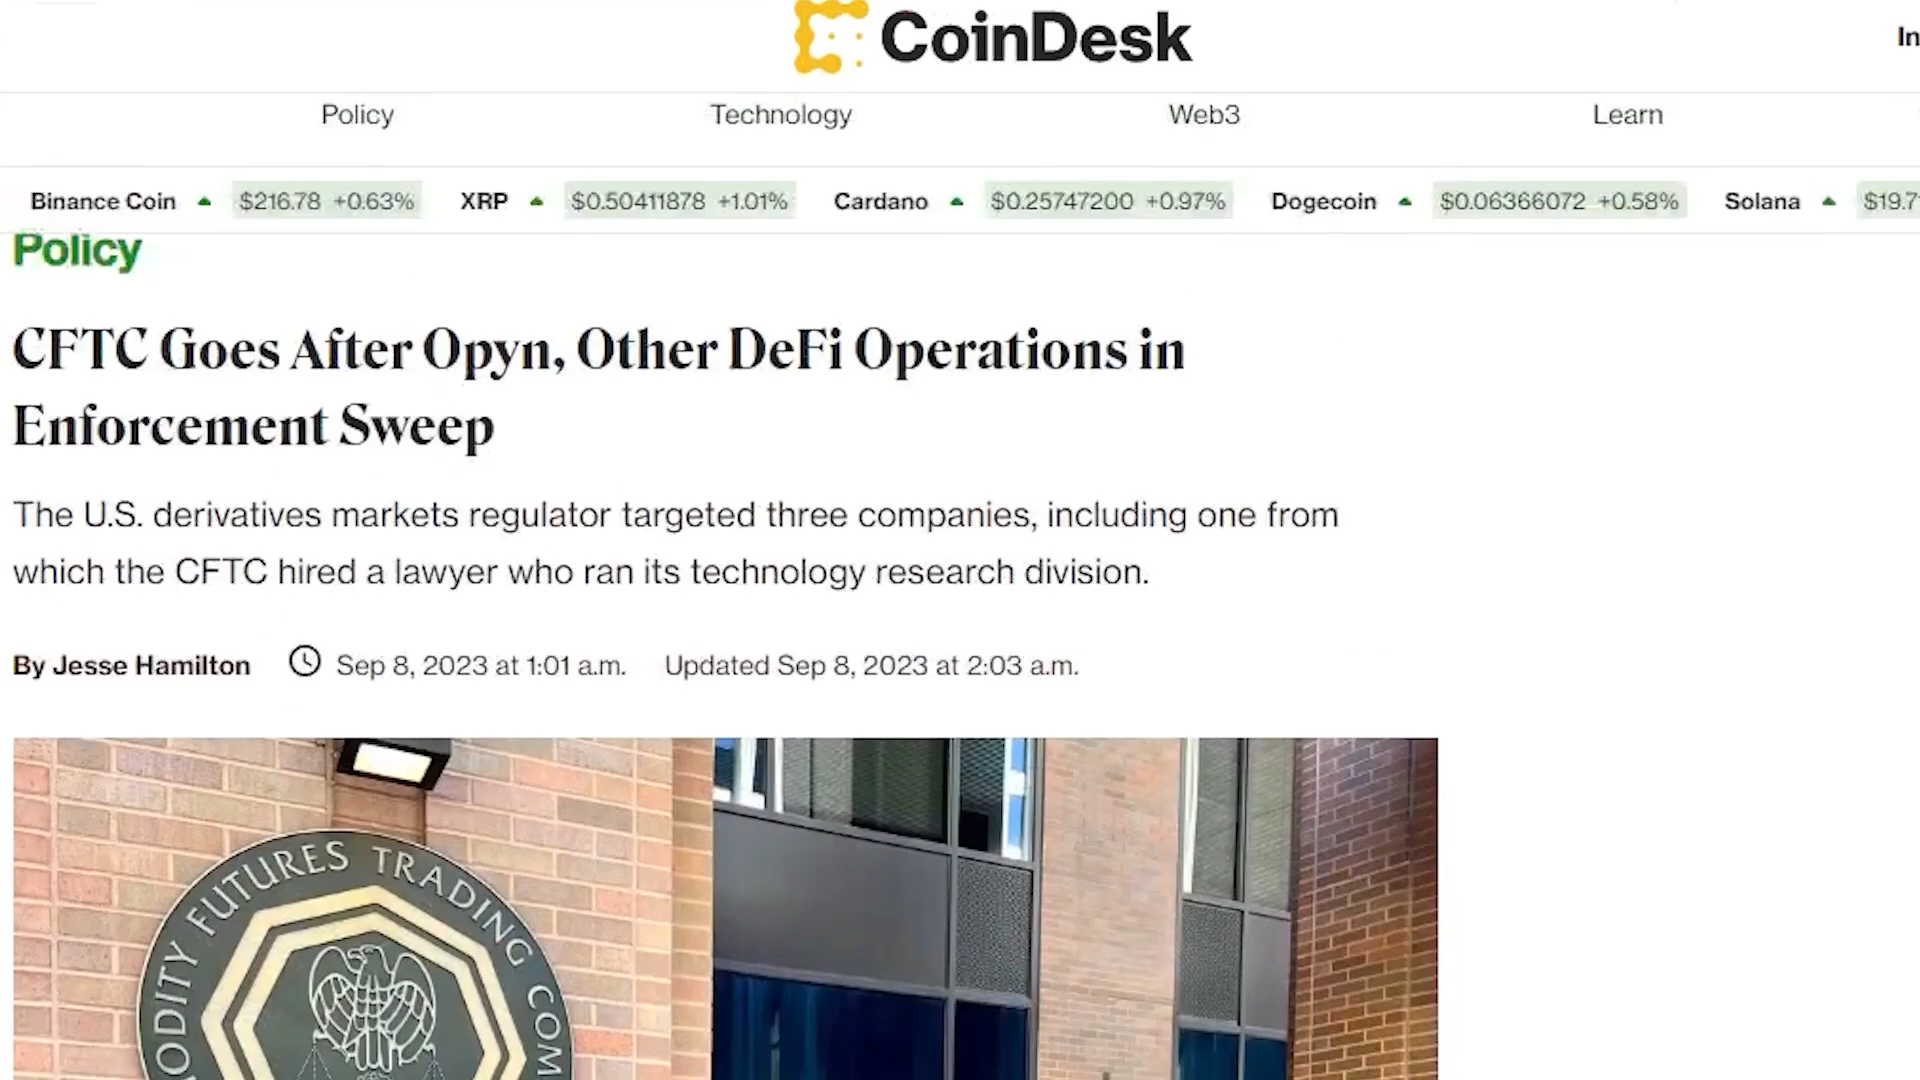 CoinDesk
In
Policy
Technology
Web3
Learn
Binance Coin $216.78 +0.63% XRP $0.50411878 +1.01% Cardano $0.25747200 +0.97% Dogecoin $0.06366072 +0.58% Solana $19.7
Policy
CFTC Goes After Opyn, Other DeFi Operations in
Enforcement Sweep
The U.S. derivatives markets regulator targeted three companies, including one from
which the CFTC hired a lawyer who ran its technology research division.
By Jesse Hamilton Sep 8, 2023 at 1:01 a.m. Updated Sep 8, 2023 at 2:03 a.m.
ODITY FUTURES TRADING COM